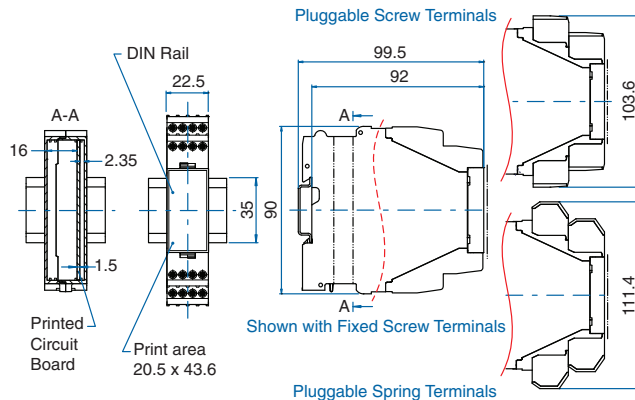 Pluggable Screw Terminals
DIN Rail
99.5
22.5
92
A-A
A
103.6
16
2.35
90
35
1.5
A
Printed
Circuit
Board
Print area
20.5 x 43.6
Shown with Fixed Screw Terminals
111.4
Pluggable Spring Terminals